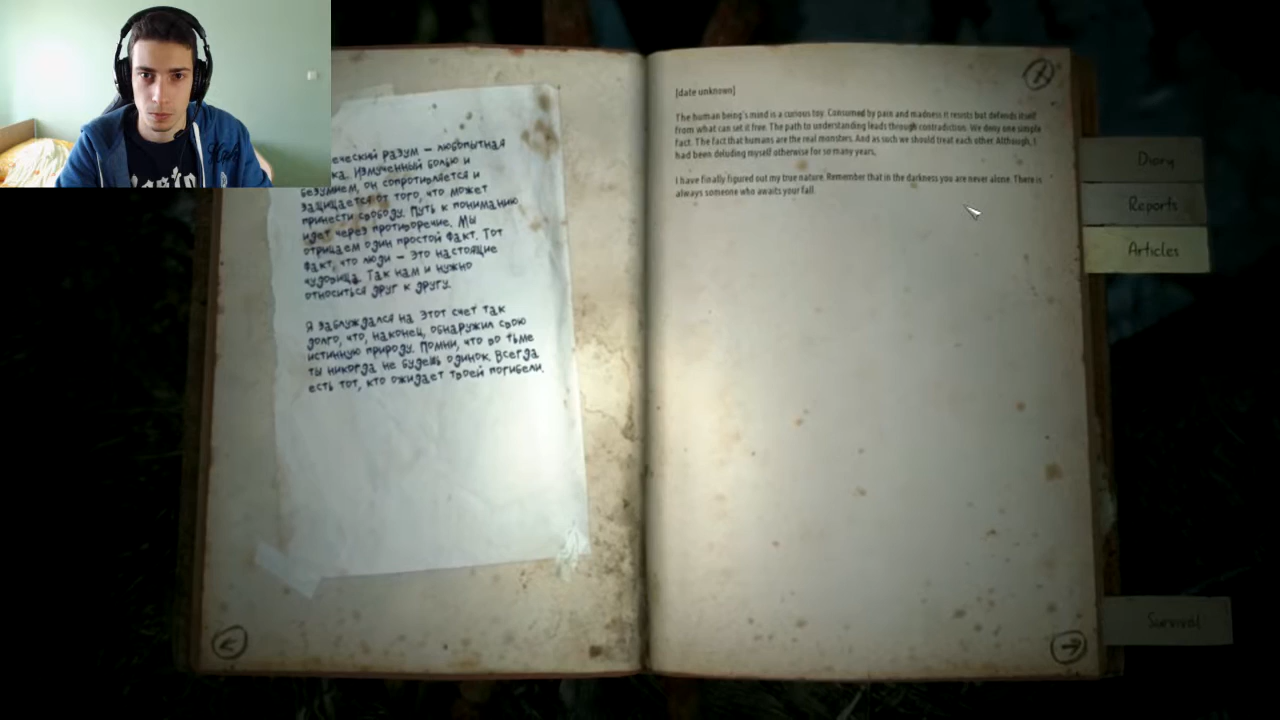 ческий разум – любопытная
ка. Измученный болью и
безумием, он сопротивляется и
защищается от того, что может
принести свободу. Путь к пониманию
идет через противоречие. Мы
отрицаем один простой факт. Тот
факт, что люди – это настоящие
чудовища. Так нам и нужно
относиться друг к другу.
Я заблуждался на этот счет так
долго, что, наконец, обнаружил свою
истинную природу. Помни, что во тьме
ты никогда не будешь одинок. Всегда
есть тот, кто ожидает твоей погибели.
[date unknown]
The human being's mind is a curious toy. Consumed by pain and madness it resists but defends itself
from what can set it free. The path to understanding leads through contradiction. We deny one simple
fact. The fact that humans are the real monsters. And as such we should treat each other. Although, I
had been deluding myself otherwise for so many years,
I have finally figured out my true nature. Remember that in the darkness you are never alone. There is
always someone who awaits your fall.
Diary
Reports
Articles
Survival